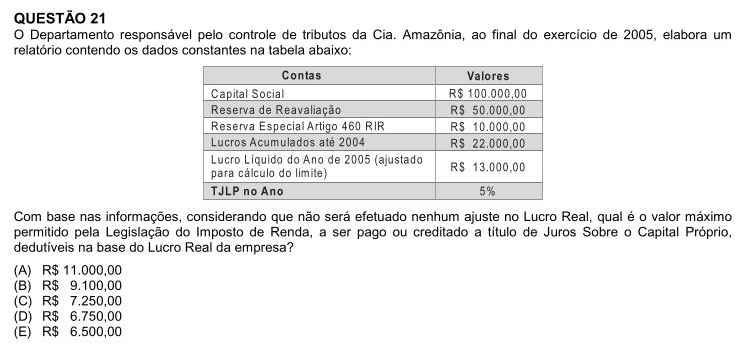 QUESTÃO 21
O Departamento responsável pelo controle de tributos da Cia. Amazônia, ao final do exercício de 2005, elabora um
relatório contendo os dados constantes na tabela abaixo:
Contas Valores
Capital Social R$ 100.000,00
Reserva de Reavaliação R$ 50.000,00
Reserva Especial Artigo 460 RIR R$ 10.000,00
Lucros Acumulados até 2004 R$ 22.000,00
Lucro Líquido do Ano de 2005 (ajustado
para cálculo do limite) R$ 13.000,00
TJLP no Ano 5%
Com base nas informações, considerando que não será efetuado nenhum ajuste no Lucro Real, qual é o valor máximo
permitido pela Legislação do Imposto de Renda, a ser pago ou creditado a título de Juros Sobre o Capital Próprio,
dedutíveis na base do Lucro Real da empresa?
(A) R$ 11.000,00
(B) R$ 9.100,00
(C) R$ 7.250,00
(D) R$ 6.750,00
(E) R$ 6.500,00